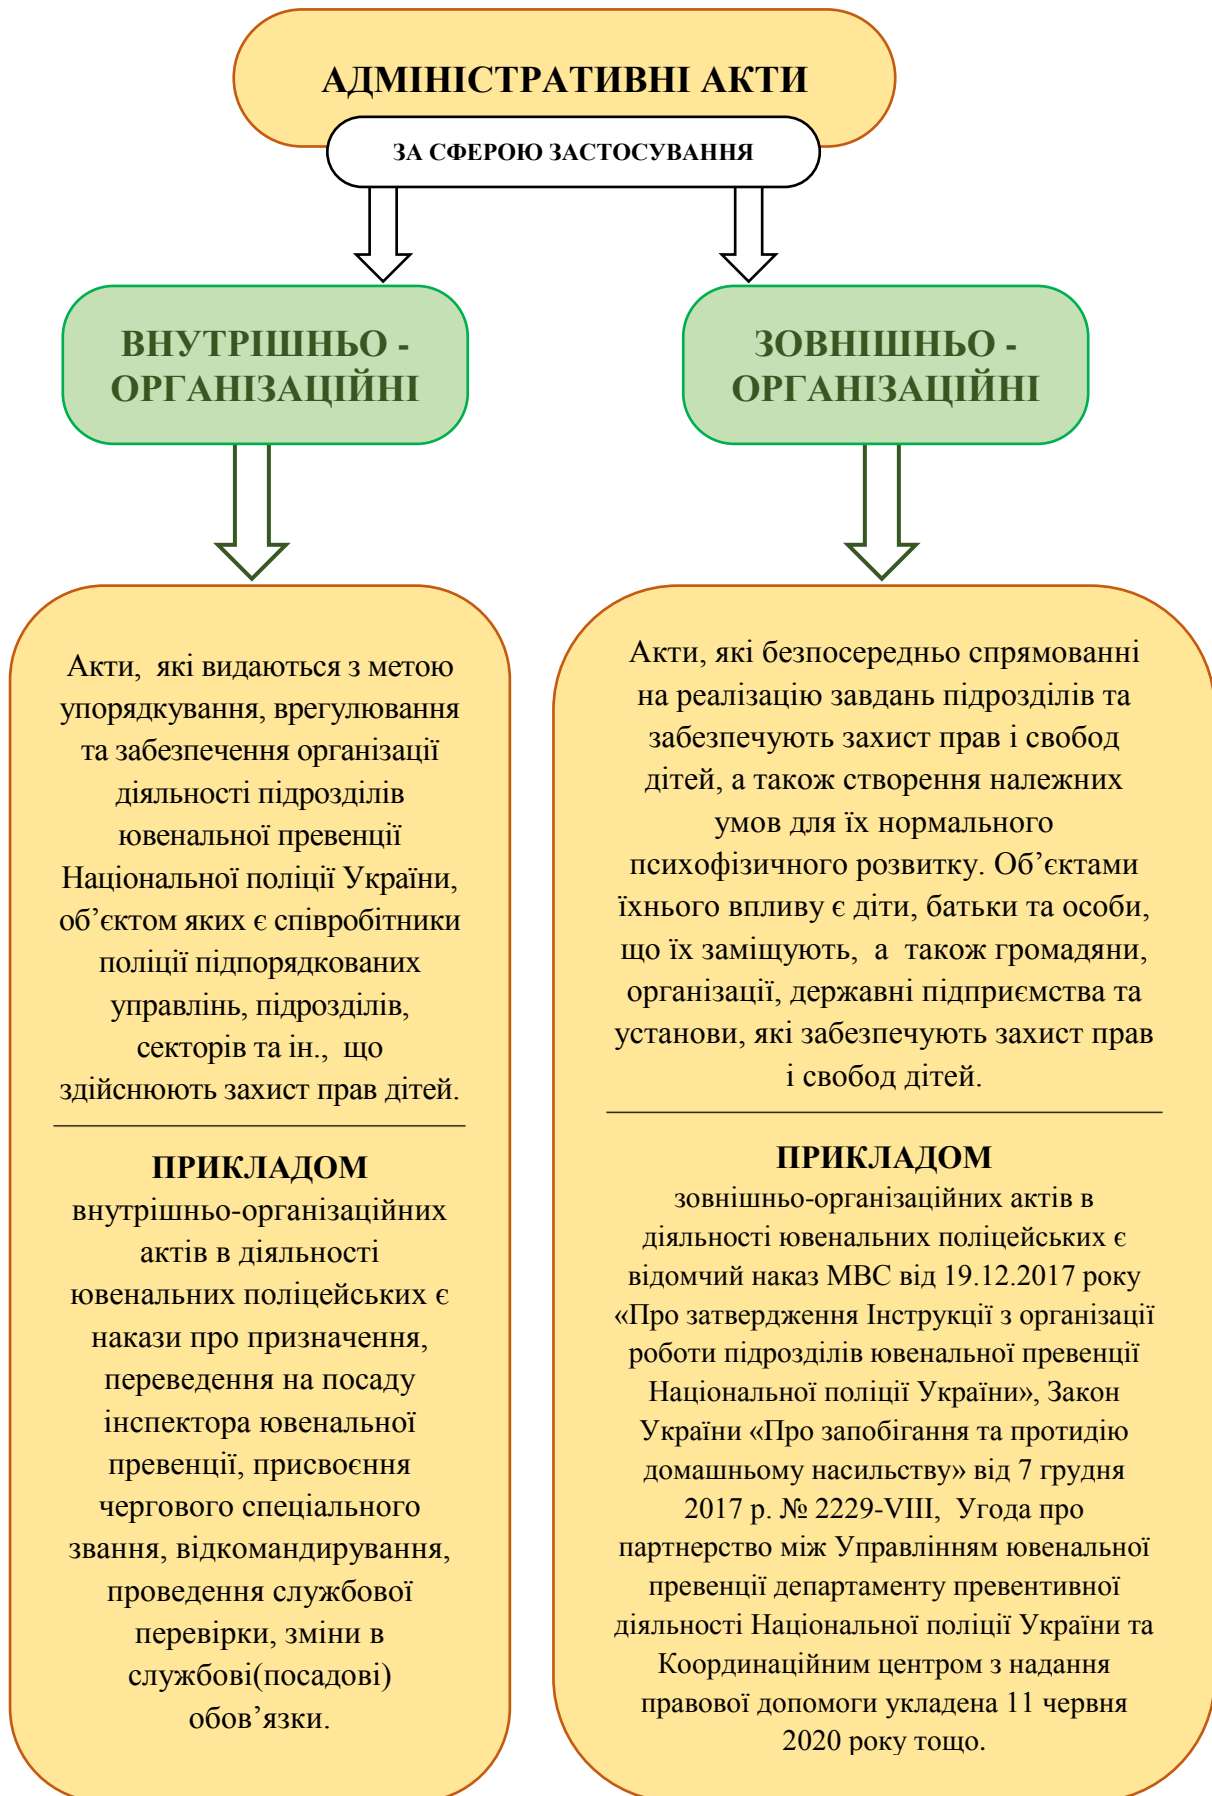 АДМІНІСТРАТИВНІ АКТИ
ЗА СФЕРОЮ ЗАСТОСУВАННЯ
ВНУТРІШНЬО -
ОРГАНІЗАЦІЙНІ
ЗОВНІШНЬО -
ОРГАНІЗАЦІЙНІ
Акти, які видаються з метою
упорядкування, врегулювання
та забезпечення організації
діяльності підрозділів
ювенальної превенції
Національної поліції України,
об’єктом яких є співробітники
поліції підпорядкованих
управлінь, підрозділів,
секторів та ін., що
здійснюють захист прав дітей.
ПРИКЛАДОМ
внутрішньо-організаційних
актів в діяльності
ювенальних поліцейських є
накази про призначення,
переведення на посаду
інспектора ювенальної
превенції, присвоєння
чергового спеціального
звання, відкомандирування,
проведення службової
перевірки, зміни в
службові(посадові)
обов’язки.
Акти, які безпосередньо спрямованні
на реалізацію завдань підрозділів та
забезпечують захист прав і свобод
дітей, а також створення належних
умов для їх нормального
психофізичного розвитку. Об’єктами
їхнього впливу є діти, батьки та особи,
що їх заміщують, а також громадяни,
організації, державні підприємства та
установи, які забезпечують захист прав
і свобод дітей.
ПРИКЛАДОМ
зовнішньо-організаційних актів в
діяльності ювенальних поліцейських є
відомчий наказ МВС від 19.12.2017 року
«Про затвердження Інструкції з організації
роботи підрозділів ювенальної превенції
Національної поліції України», Закон
України «Про запобігання та протидію
домашньому насильству» від 7 грудня
2017 р. № 2229-VIII, Угода про
партнерство між Управлінням ювенальної
превенції департаменту превентивної
діяльності Національної поліції України та
Координаційним центром з надання
правової допомоги укладена 11 червня
2020 року тощо.